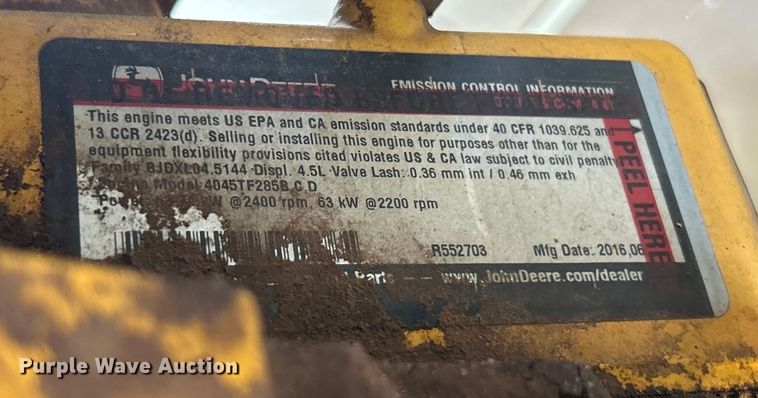 JOHN DEERE EMISSION CONTROL INFORMATION
This engine meets US EPA and CA emission standards under 40 CFR 1039.625 and
13 CCR 2423(d). Selling or installing this engine for purposes other than for the
equipment flexibility provisions cited violates US & CA law subject to civil penalty
Family BJDXL04.5144 Displ. 4.5L Valve Lash: 0.36 mm int / 0.46 mm exh
Model 4045TF285B,C,D
kW @2400 rpm, 63 kW @2200 rpm
R552703 Mfg Date: 2016,06
Parts www.JohnDeere.com/dealer
PEEL HERE
Purple Wave Auction